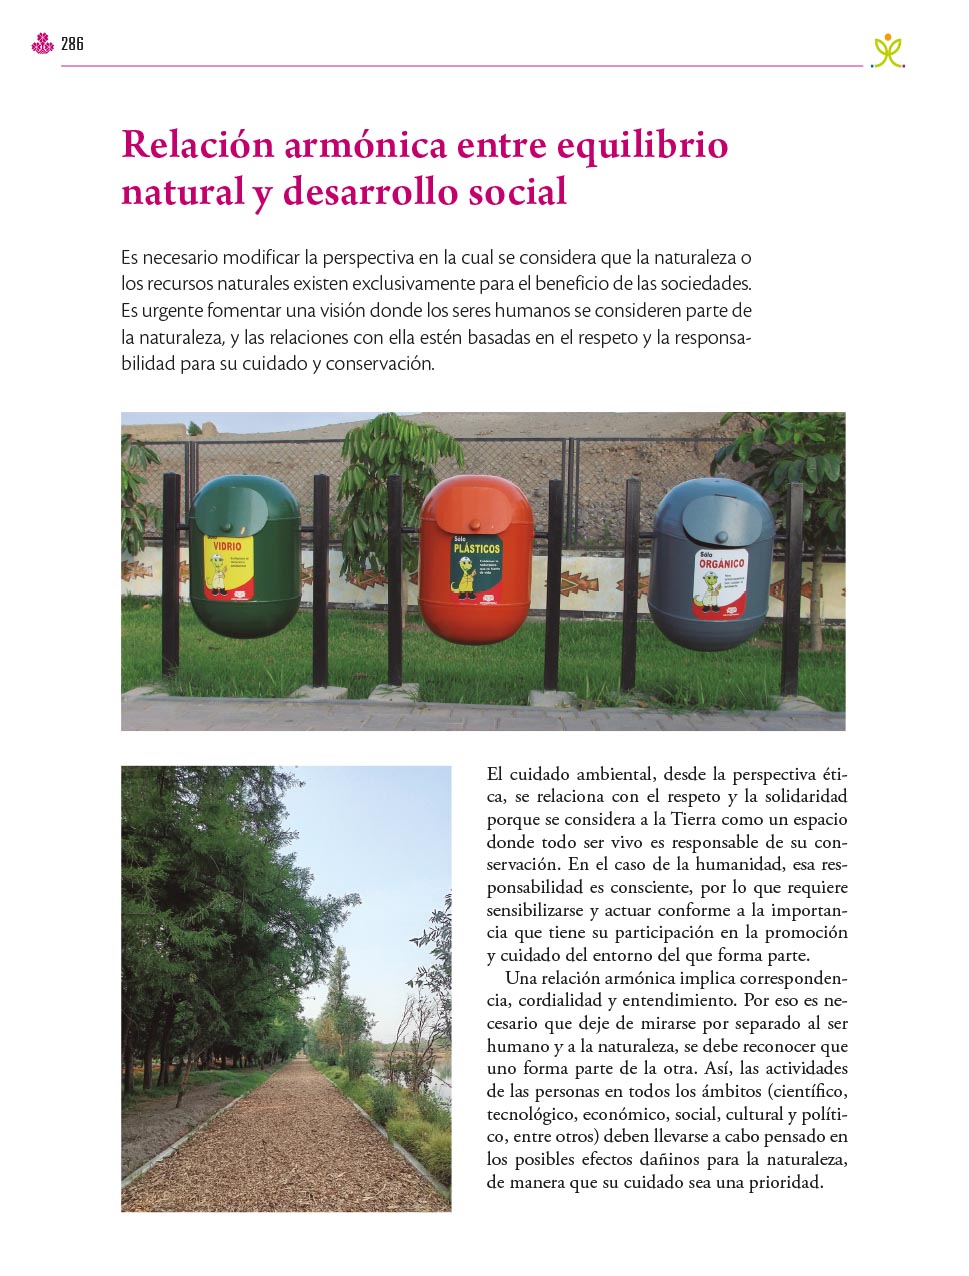 286
Relación armónica entre equilibrio
natural y desarrollo social
Es necesario modificar la perspectiva en la cual se considera que la naturaleza o
los recursos naturales existen exclusivamente para el beneficio de las sociedades.
Es urgente fomentar una visión donde los seres humanos se consideren parte de
la naturaleza, y las relaciones con ella estén basadas en el respeto y la responsa-
bilidad para su cuidado y conservación.
Sólo
VIDRIO
Sólo
PLÁSTICOS
Sólo
ORGÁNICO
El cuidado ambiental, desde la perspectiva éti-
ca, se relaciona con el respeto y la solidaridad
porque se considera a la Tierra como un espacio
donde todo ser vivo es responsable de su con-
servación. En el caso de la humanidad, esa res-
ponsabilidad es consciente, por lo que requiere
sensibilizarse y actuar conforme a la importan-
cia que tiene su participación en la promoción
y cuidado del entorno del que forma parte.
Una relación armónica implica corresponden-
cia, cordialidad y entendimiento. Por eso es ne-
cesario que deje de mirarse por separado al ser
humano y a la naturaleza, se debe reconocer que
uno forma parte de la otra. Así, las actividades
de las personas en todos los ámbitos (científico,
tecnológico, económico, social, cultural y políti-
co, entre otros) deben llevarse a cabo pensado en
los posibles efectos dañinos para la naturaleza,
de manera que su cuidado sea una prioridad.